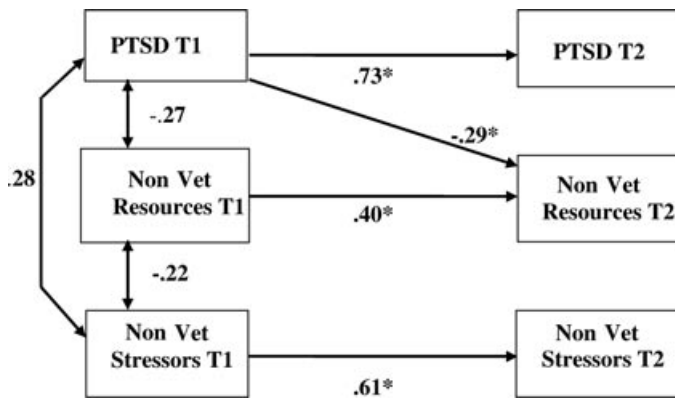 PTSD T1
PTSD T2
.73*
-.27
-.29*
.28
Non Vet
Resources T1
Non Vet
Resources T2
.40*
-.22
Non Vet
Stressors T1
Non Vet
Stressors T2
.61*